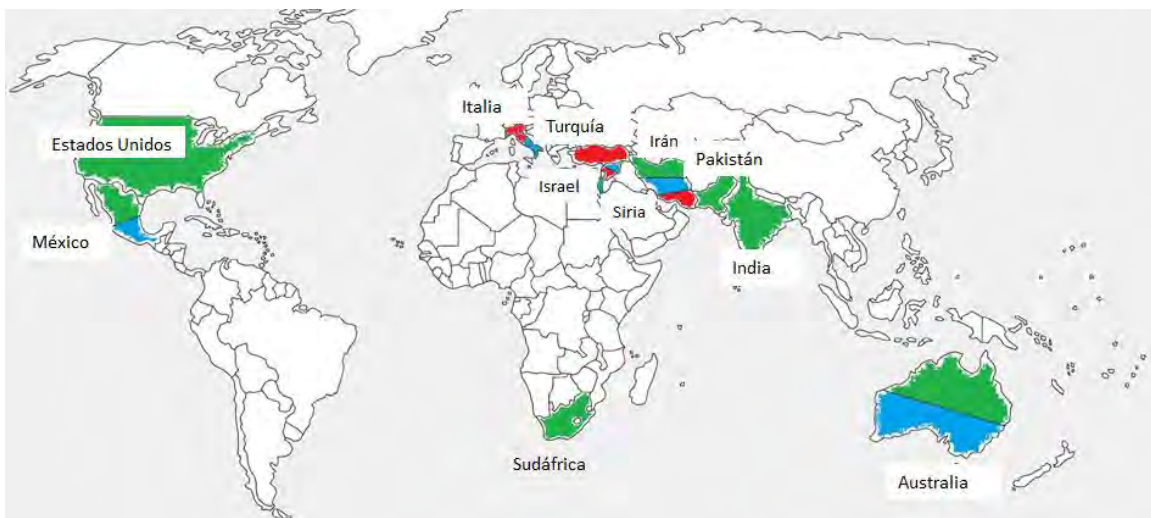 Italia
Estados Unidos
Turquía
Irán
Pakistán
Israel
Siria
México
India
Sudáfrica
Australia